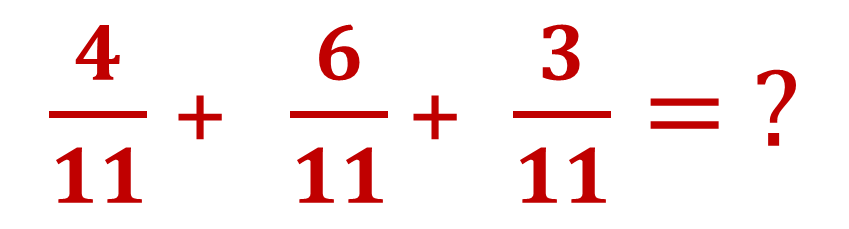 4/11 + 6/11 + 3/11 = ?